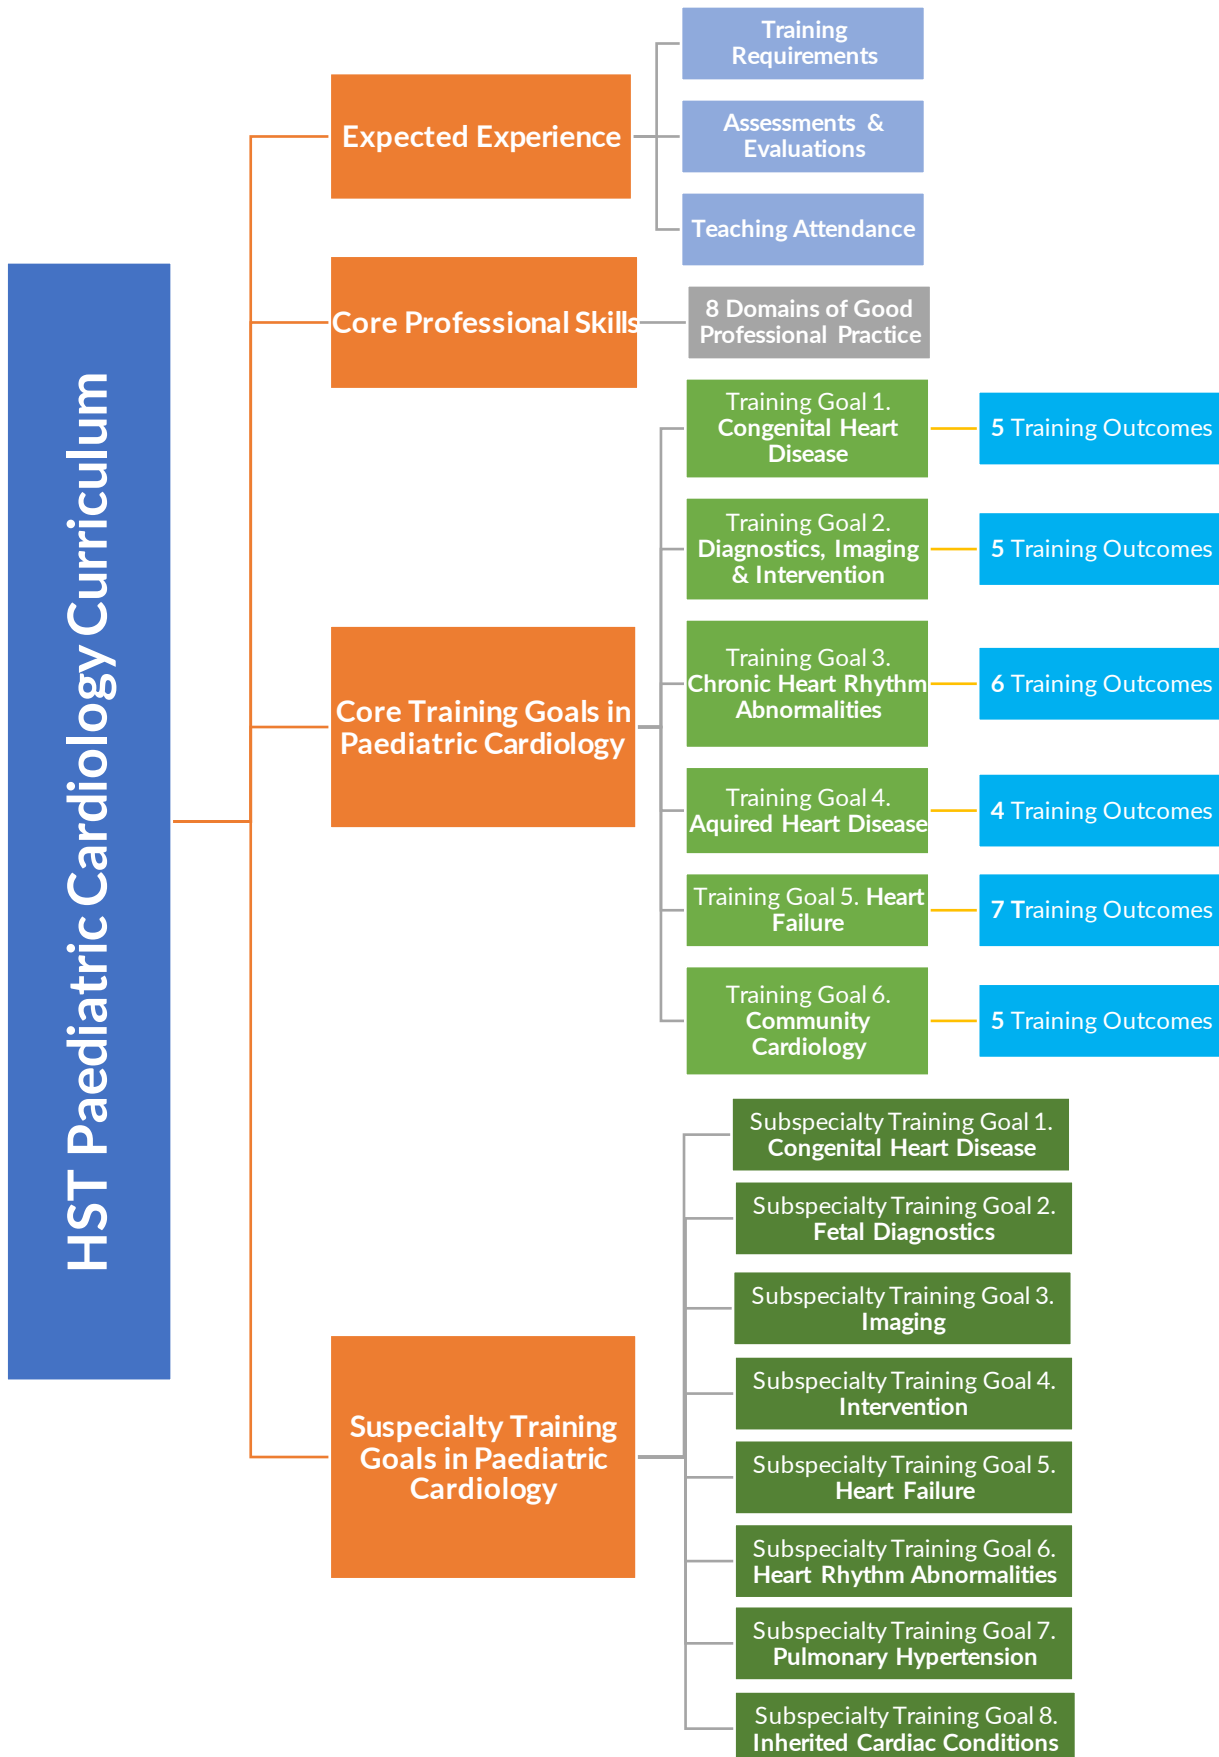 HST Paediatric Cardiology Curriculum
Expected Experience
Training
Requirements
Assessments &
Evaluations
Teaching Attendance
Core Professional Skills
8 Domains of Good
Professional Practice
Core Training Goals in
Paediatric Cardiology
Training Goal 1.
Congenital Heart
Disease
5 Training Outcomes
Training Goal 2.
Diagnostics, Imaging
& Intervention
5 Training Outcomes
Training Goal 3.
Chronic Heart Rhythm
Abnormalities
6 Training Outcomes
Training Goal 4.
Aquired Heart Disease
4 Training Outcomes
Training Goal 5. Heart
Failure
7 Training Outcomes
Training Goal 6.
Community
Cardiology
5 Training Outcomes
Suspecialty Training
Goals in Paediatric
Cardiology
Subspecialty Training Goal 1.
Congenital Heart Disease
Subspecialty Training Goal 2.
Fetal Diagnostics
Subspecialty Training Goal 3.
Imaging
Subspecialty Training Goal 4.
Intervention
Subspecialty Training Goal 5.
Heart Failure
Subspecialty Training Goal 6.
Heart Rhythm Abnormalities
Subspecialty Training Goal 7.
Pulmonary Hypertension
Subspecialty Training Goal 8.
Inherited Cardiac Conditions